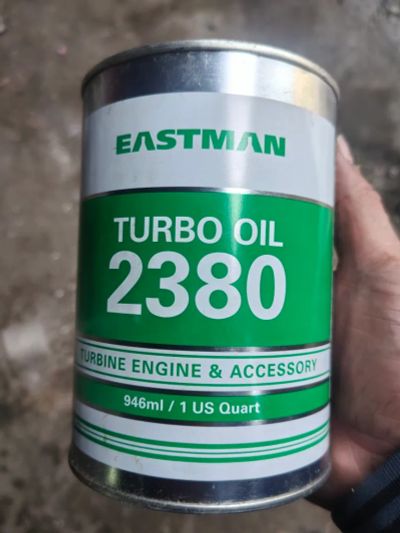 EASTMAN
TURBO OIL
2380
TURBINE ENGINE & ACCESSORY
946ml / 1 US Quart